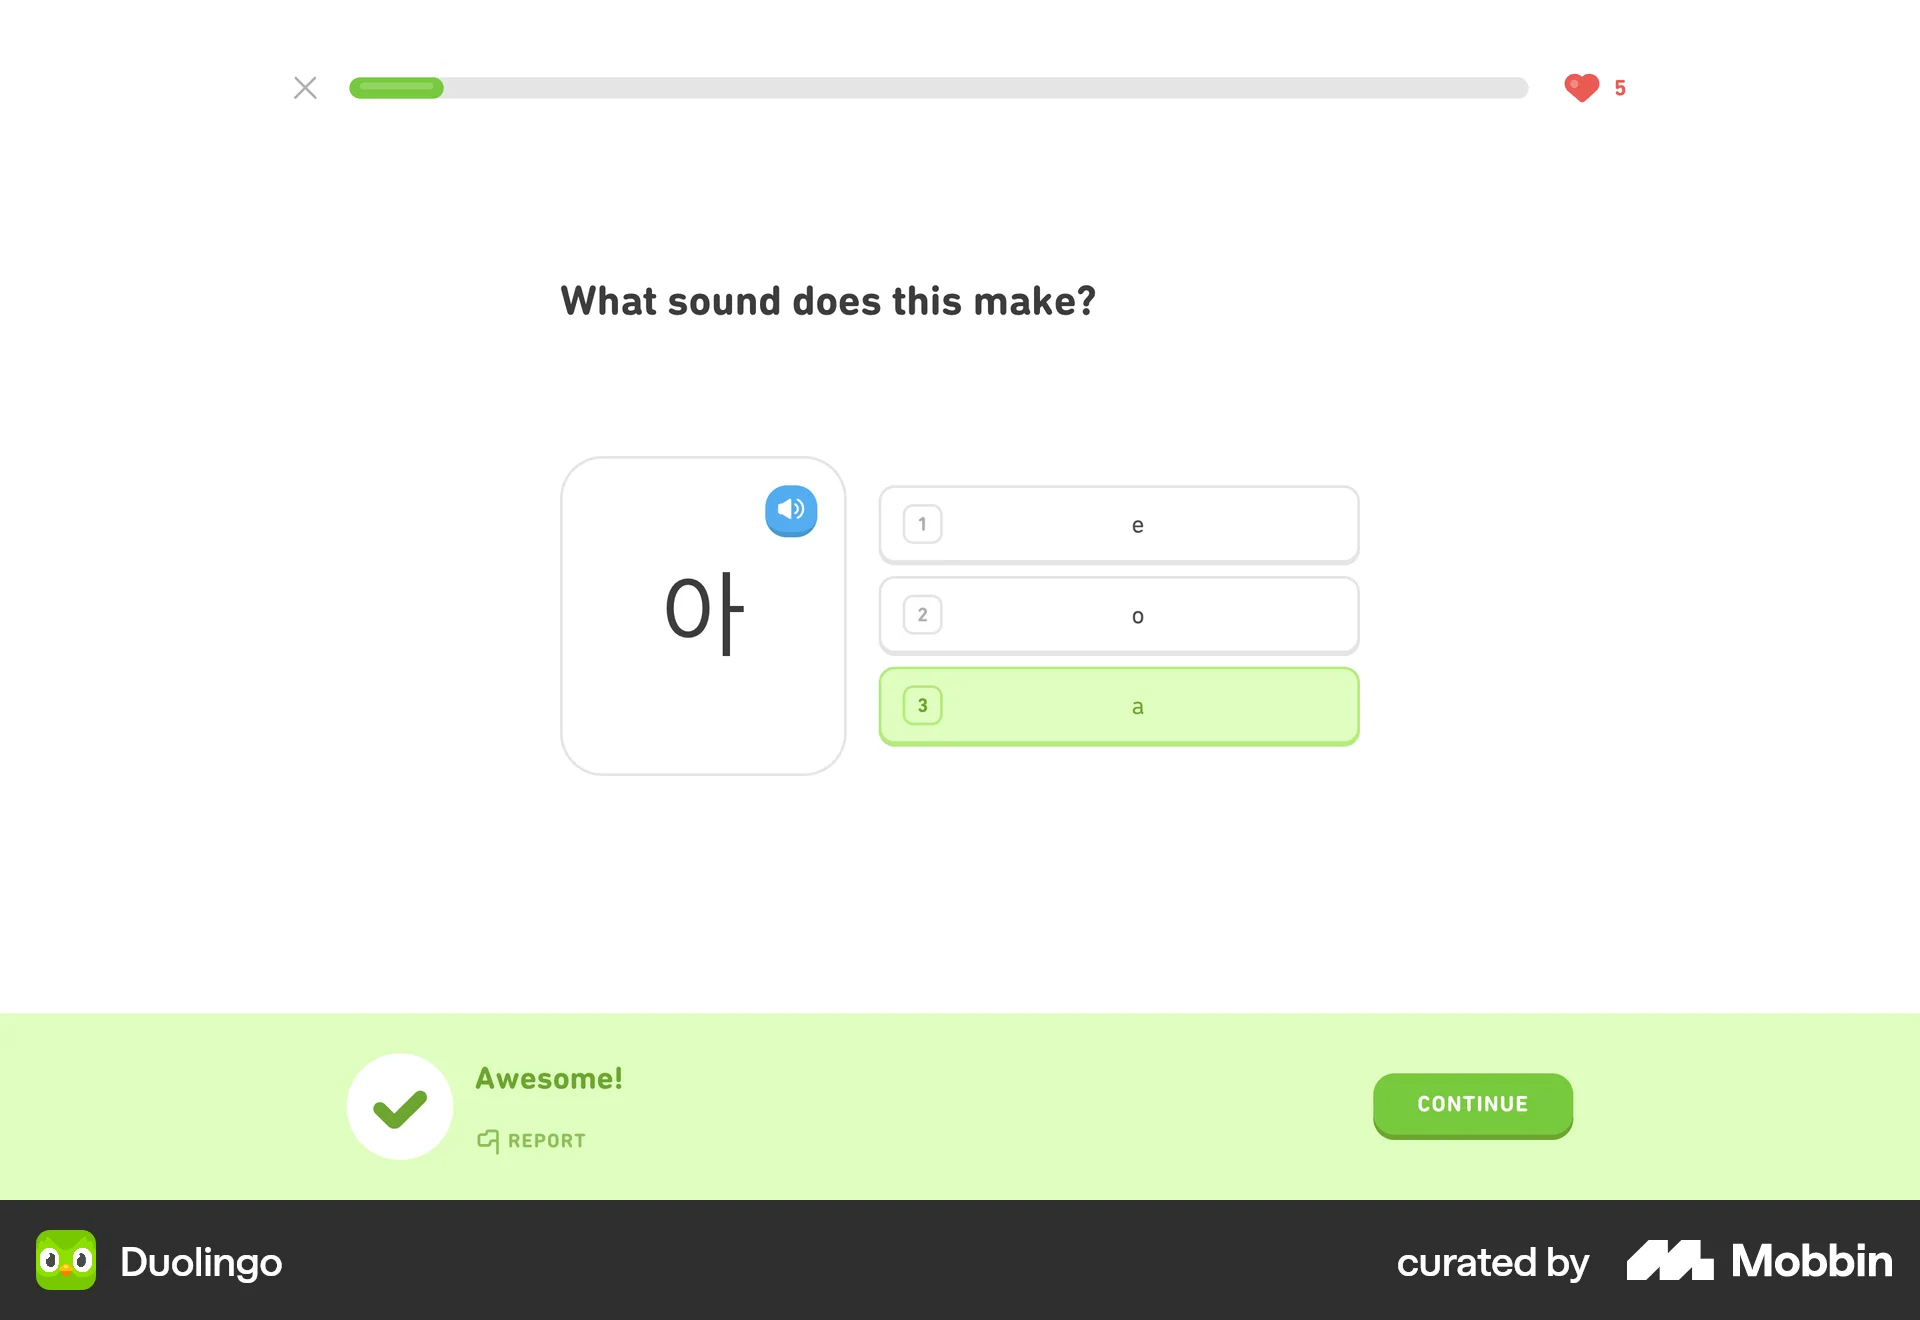 5
What sound does this make?
아
1 e
2 o
3 a
Awesome!
REPORT
CONTINUE
Duolingo
curated by Mobbin